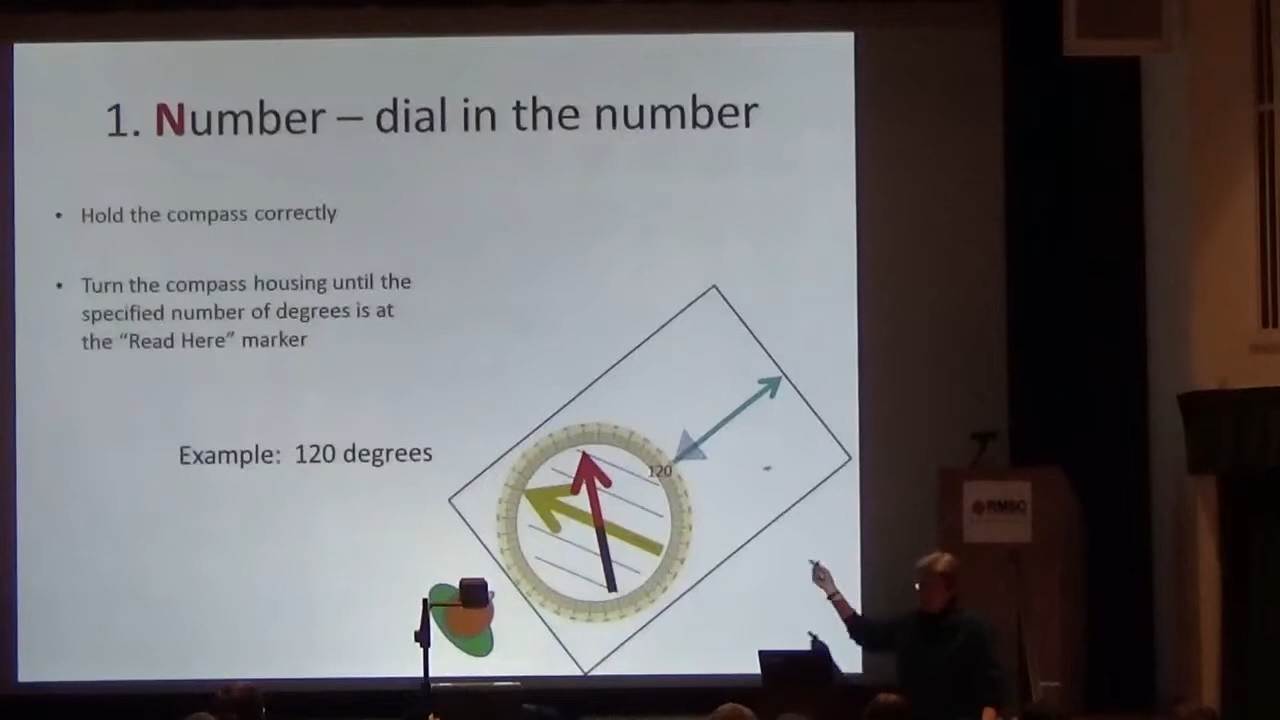 1. Number – dial in the number
• Hold the compass correctly
• Turn the compass housing until the
specified number of degrees is at
the “Read Here” marker
Example: 120 degrees
120
RMSC